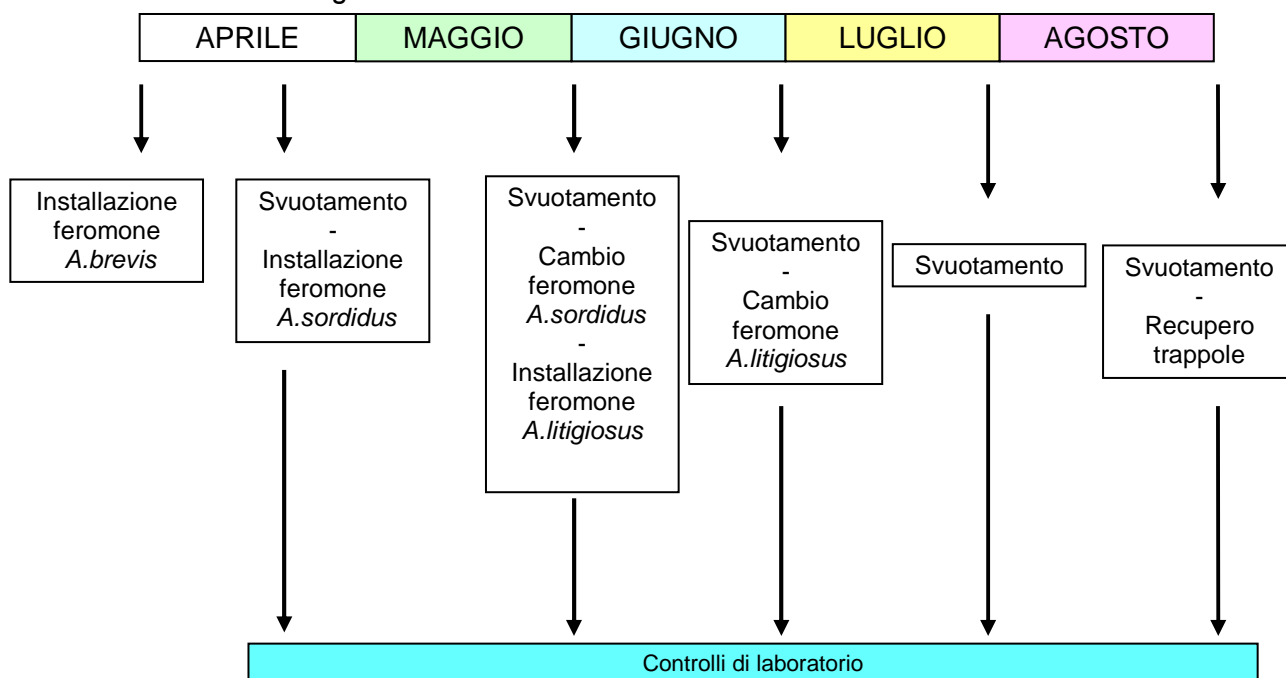 APRILE MAGGIO GIUGNO LUGLIO AGOSTO
Installazione
feromone
A.brevis
Svuotamento
-
Installazione
feromone
A.sordidus
Svuotamento
-
Cambio
feromone
A.sordidus
-
Installazione
feromone
A.litigiosus
Svuotamento
-
Cambio
feromone
A.litigiosus
Svuotamento
Svuotamento
-
Recupero
trappole
Controlli di laboratorio